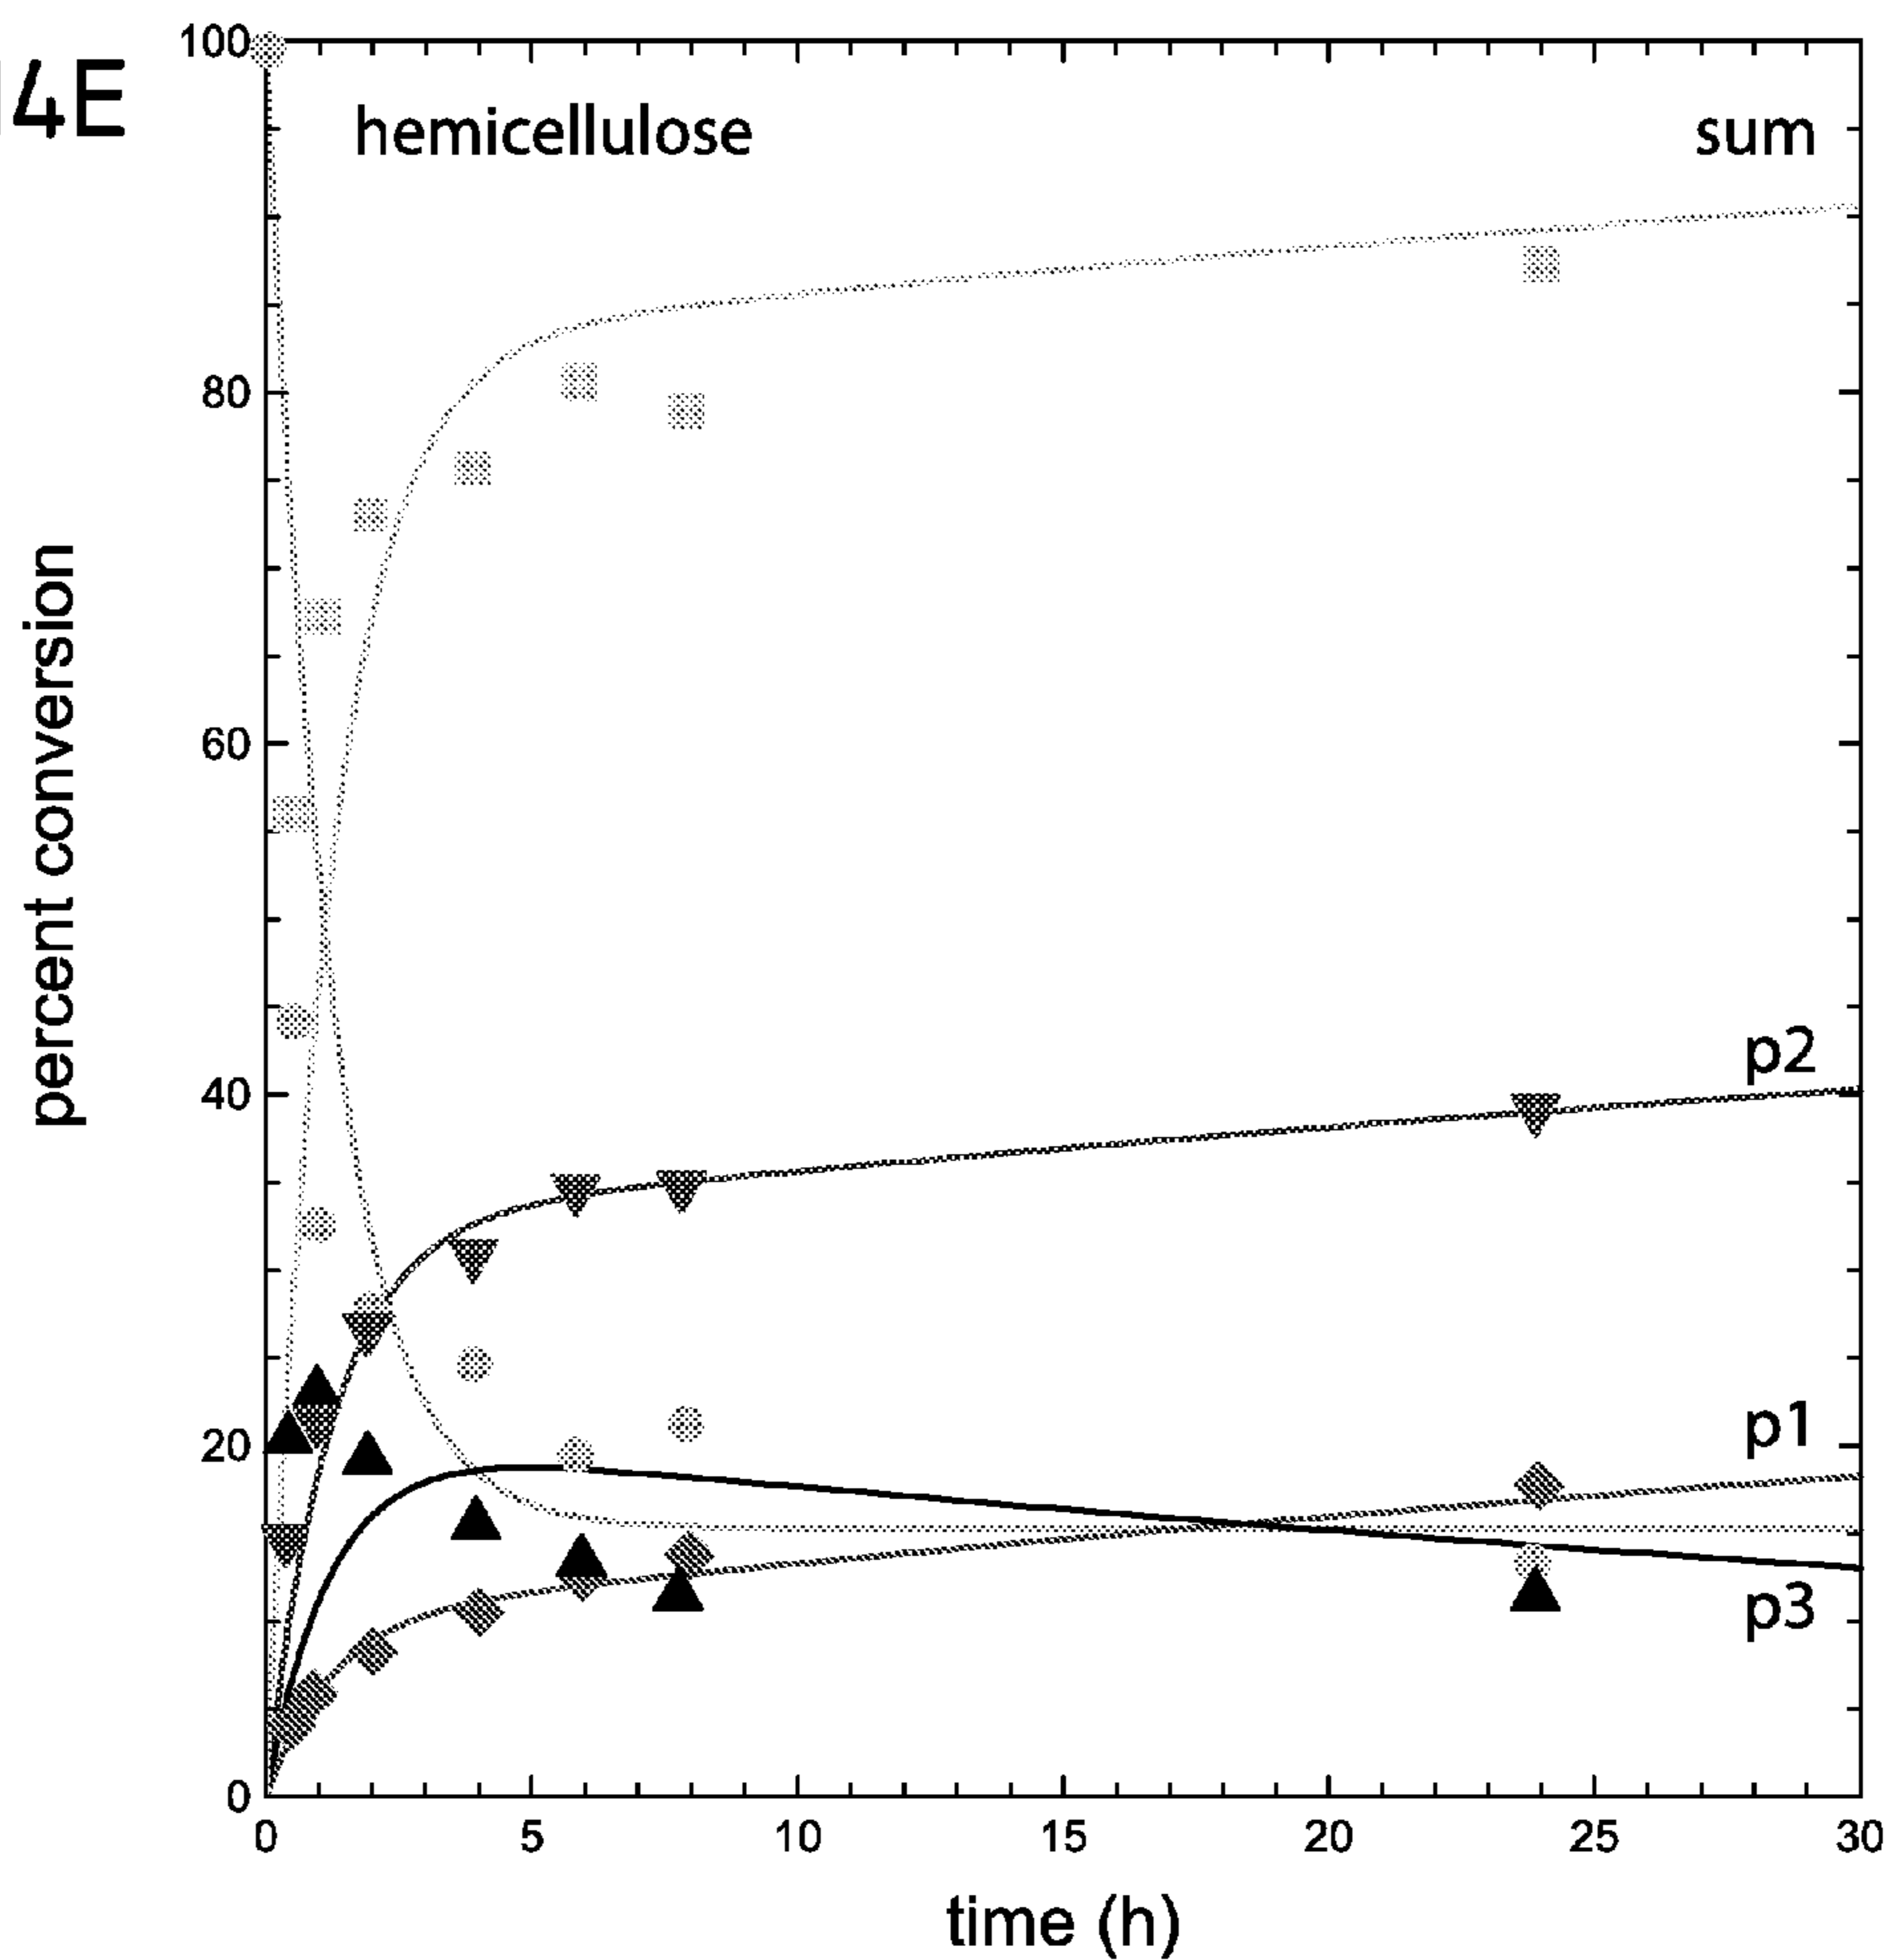 4E
100
hemicellulose
sum
80
60
percent conversion
40
p2
20
p1
p3
0
0 5 10 15 20 25 30
time (h)